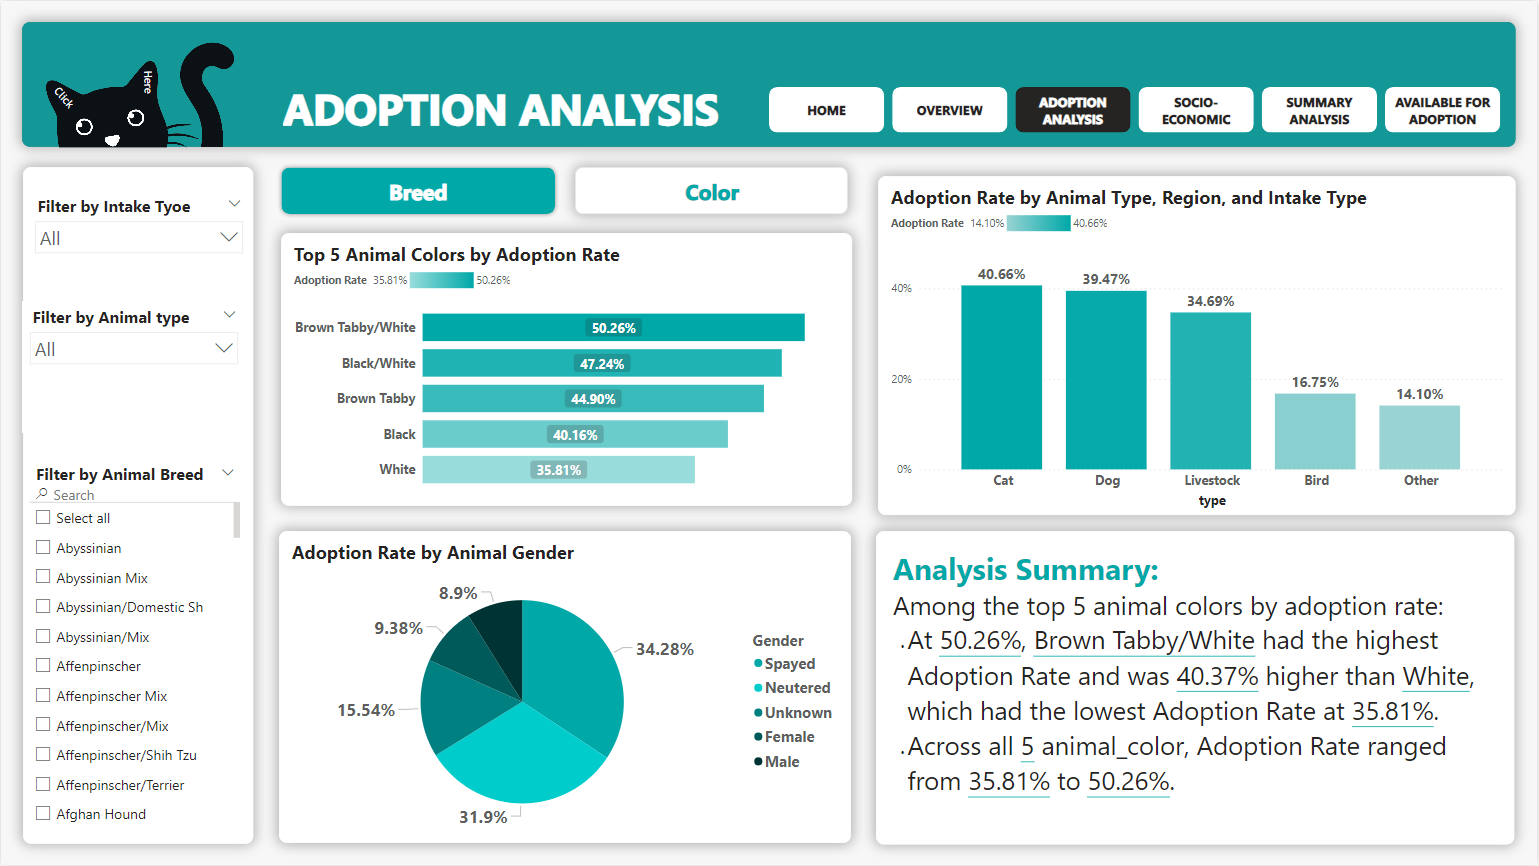 Click
Here
ADOPTION ANALYSIS
HOME
OVERVIEW
ADOPTION
ANALYSIS
SOCIO-
ECONOMIC
SUMMARY
ANALYSIS
AVAILABLE FOR
ADOPTION
Filter by Intake Tyoe
All
Filter by Animal type
All
Filter by Animal Breed
Search
Select all
Abyssinian
Abyssinian Mix
Abyssinian/Domestic Sh
Abyssinian/Mix
Affenpinscher
Affenpinscher Mix
Affenpinscher/Mix
Affenpinscher/Shih Tzu
Affenpinscher/Terrier
Afghan Hound
Breed
Color
Top 5 Animal Colors by Adoption Rate
Adoption Rate 35.81% 50.26%
Brown Tabby/White 50.26%
Black/White 47.24%
Brown Tabby 44.90%
Black 40.16%
White 35.81%
Adoption Rate by Animal Type, Region, and Intake Type
Adoption Rate 14.10% 40.66%
40%
20%
0%
40.66%
39.47%
34.69%
16.75%
14.10%
Cat Dog Livestock Bird Other
type
Adoption Rate by Animal Gender
8.9%
9.38%
15.54%
31.9%
34.28%
Gender
Spayed
Neutered
Unknown
Female
Male
Analysis Summary:
Among the top 5 animal colors by adoption rate:
.At 50.26%, Brown Tabby/White had the highest
Adoption Rate and was 40.37% higher than White,
which had the lowest Adoption Rate at 35.81%.
.Across all 5 animal_color, Adoption Rate ranged
from 35.81% to 50.26%.